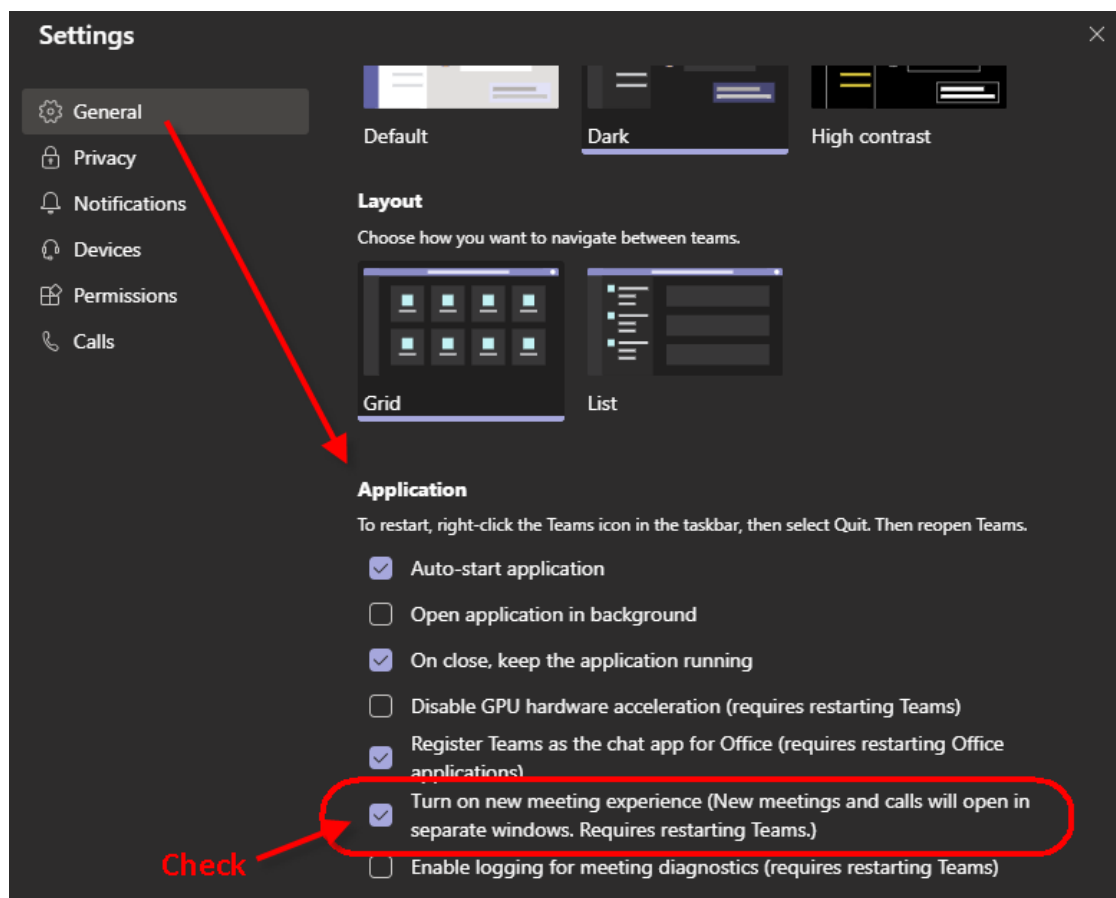 Settings
General
Privacy
Notifications
Devices
Permissions
Calls
Default
Dark
High contrast
Layout
Choose how you want to navigate between teams.
Grid
List
Application
To restart, right-click the Teams icon in the taskbar, then select Quit. Then reopen Teams.
Auto-start application
Open application in background
On close, keep the application running
Disable GPU hardware acceleration (requires restarting Teams)
Register Teams as the chat app for Office (requires restarting Office
applications)
Turn on new meeting experience (New meetings and calls will open in
separate windows. Requires restarting Teams.)
Check
Enable logging for meeting diagnostics (requires restarting Teams)